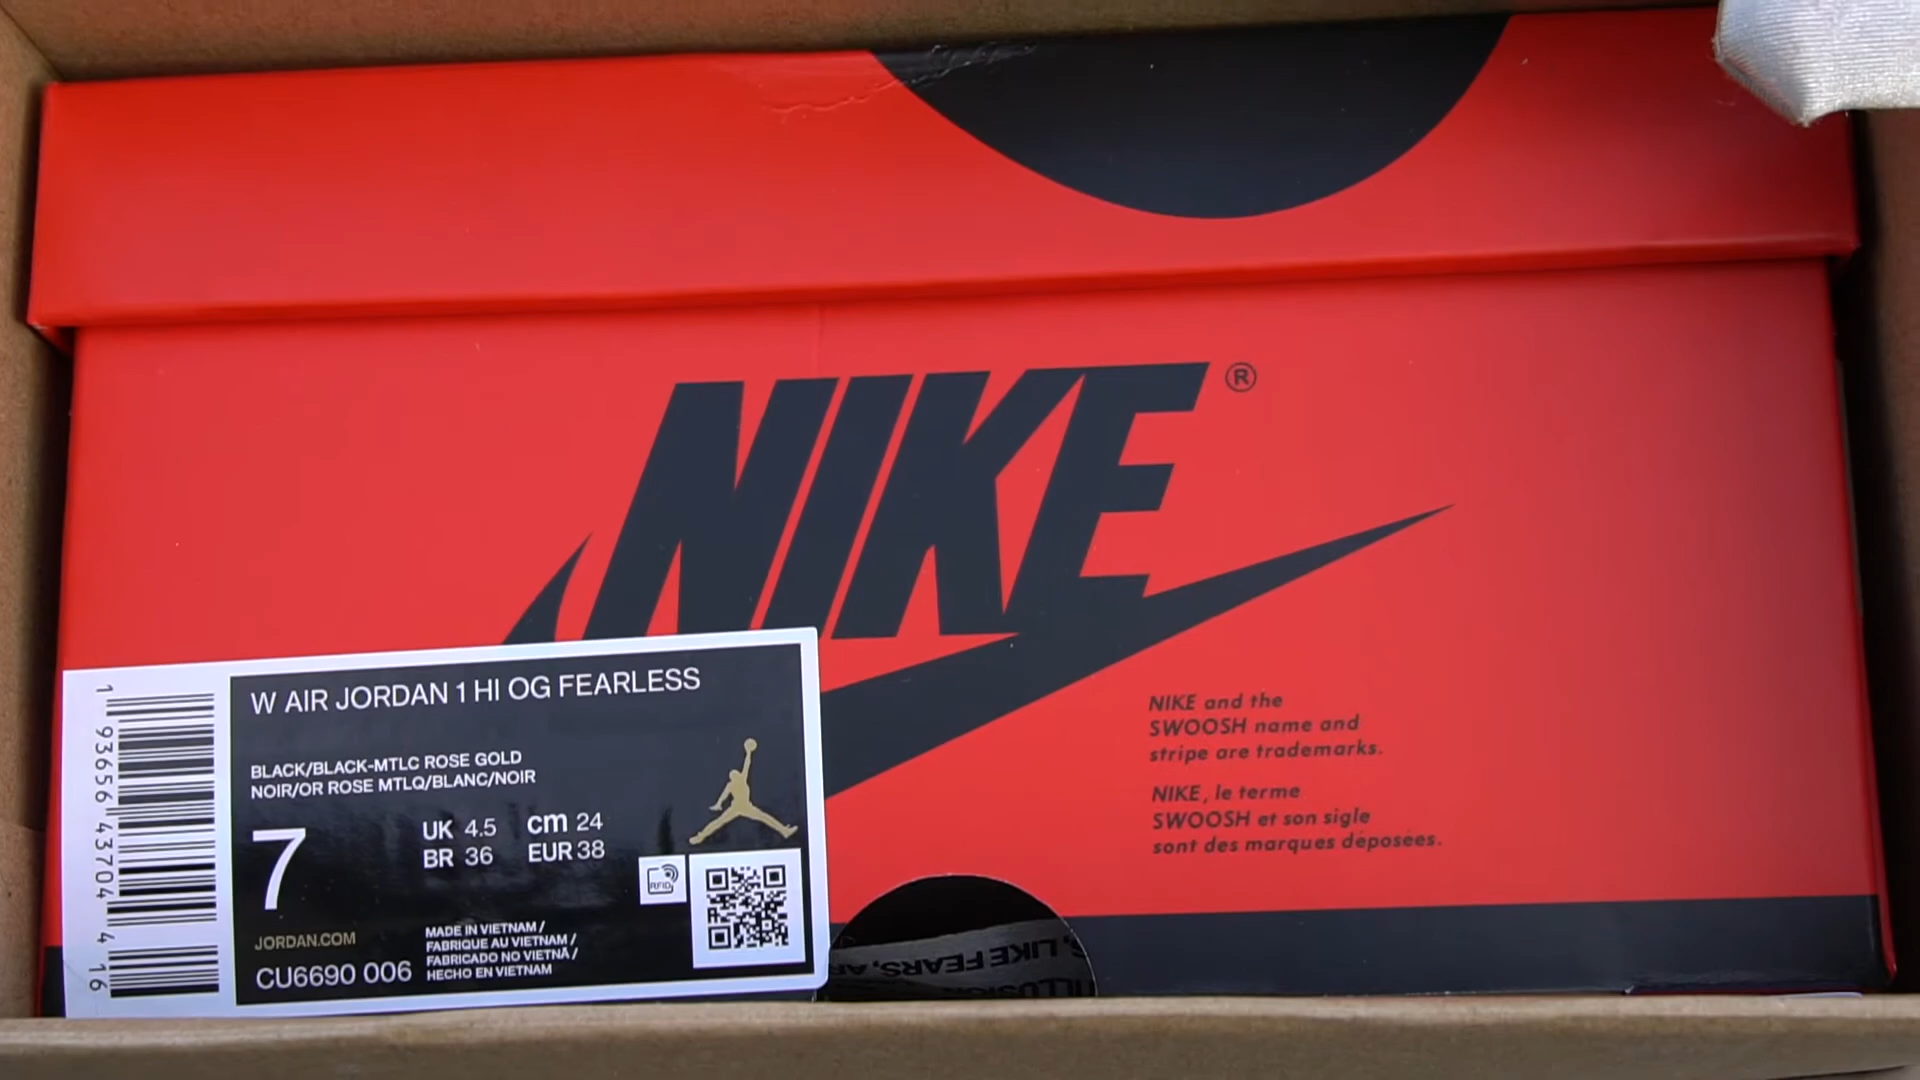 NIKE ®
NIKE and the
SWOOSH name and
stripe are trademarks.
NIKE, le terme
SWOOSH et son sigle
sont des marques déposées.
W AIR JORDAN 1 HI OG FEARLESS
BLACK/BLACK-MTLC ROSE GOLD
NOIR/OR ROSE MTLQ/BLANC/NOIR
7
UK 4.5 cm 24
BR 36 EUR 38
RFID
JORDAN.COM
CU6690 006
MADE IN VIETNAM /
FABRIQUE AU VIETNAM /
FABRICADO NO VIETNÃ /
HECHO EN VIETNAM
1 93656 43704 4 16
LIKE FEARS,